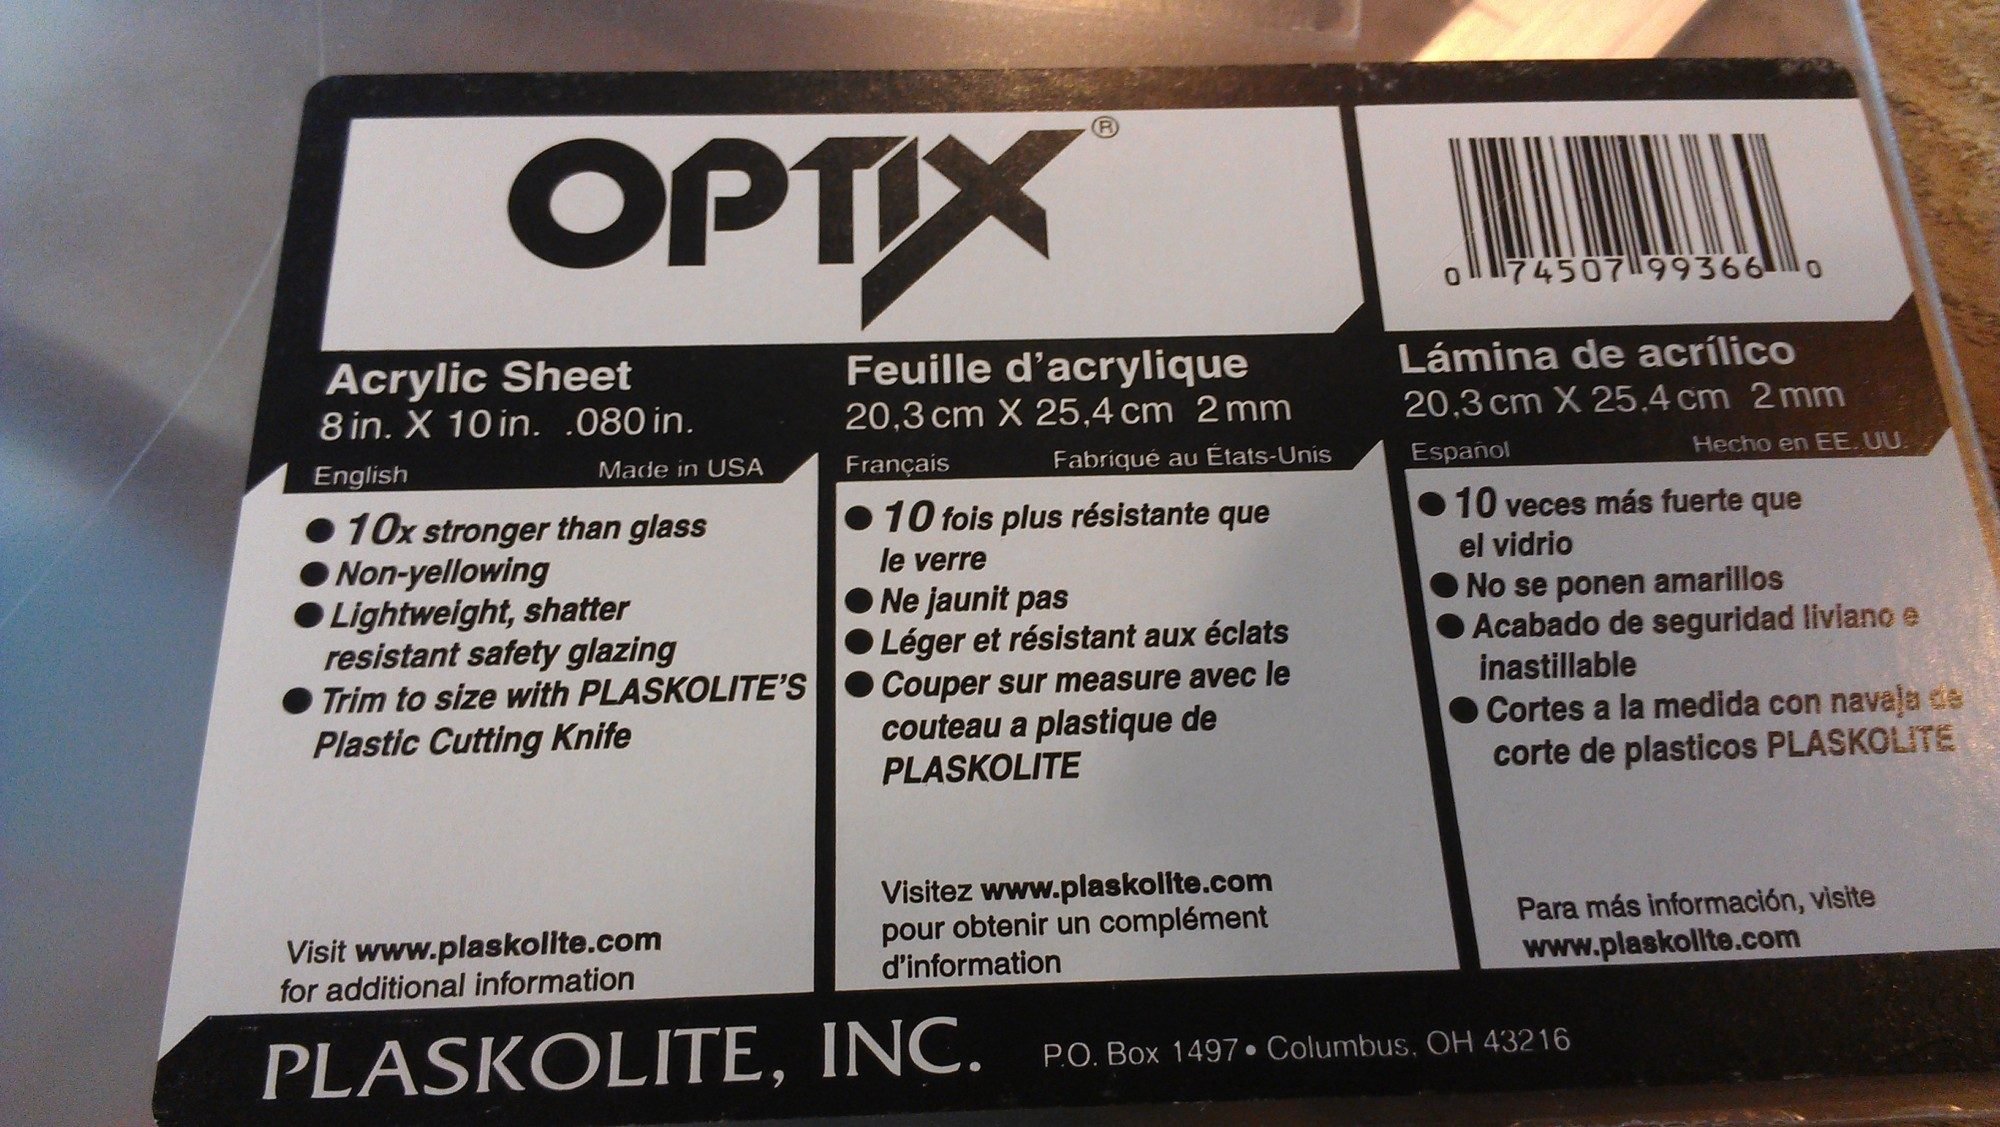 OPTIX®
0 74507 99366 0
Acrylic Sheet
8 in. X 10 in. .080 in.
English Made in USA
● 10x stronger than glass
● Non-yellowing
● Lightweight, shatter
resistant safety glazing
● Trim to size with PLASKOLITE'S
Plastic Cutting Knife
Visit www.plaskolite.com
for additional information
Feuille d'acrylique
20,3 cm X 25,4 cm 2 mm
Français Fabriqué au États-Unis
● 10 fois plus résistante que
le verre
● Ne jaunit pas
● Léger et résistant aux éclats
● Couper sur measure avec le
couteau a plastique de
PLASKOLITE
Visitez www.plaskolite.com
pour obtenir un complément
d'information
Lámina de acrílico
20,3 cm X 25,4 cm 2 mm
Español Hecho en EE. UU.
● 10 veces más fuerte que
el vidrio
● No se ponen amarillos
● Acabado de seguridad liviano e
inastillable
● Cortes a la medida con navaja de
corte de plasticos PLASKOLITE
Para más información, visite
www.plaskolite.com
PLASKOLITE, INC. P.O. Box 1497 • Columbus, OH 43216